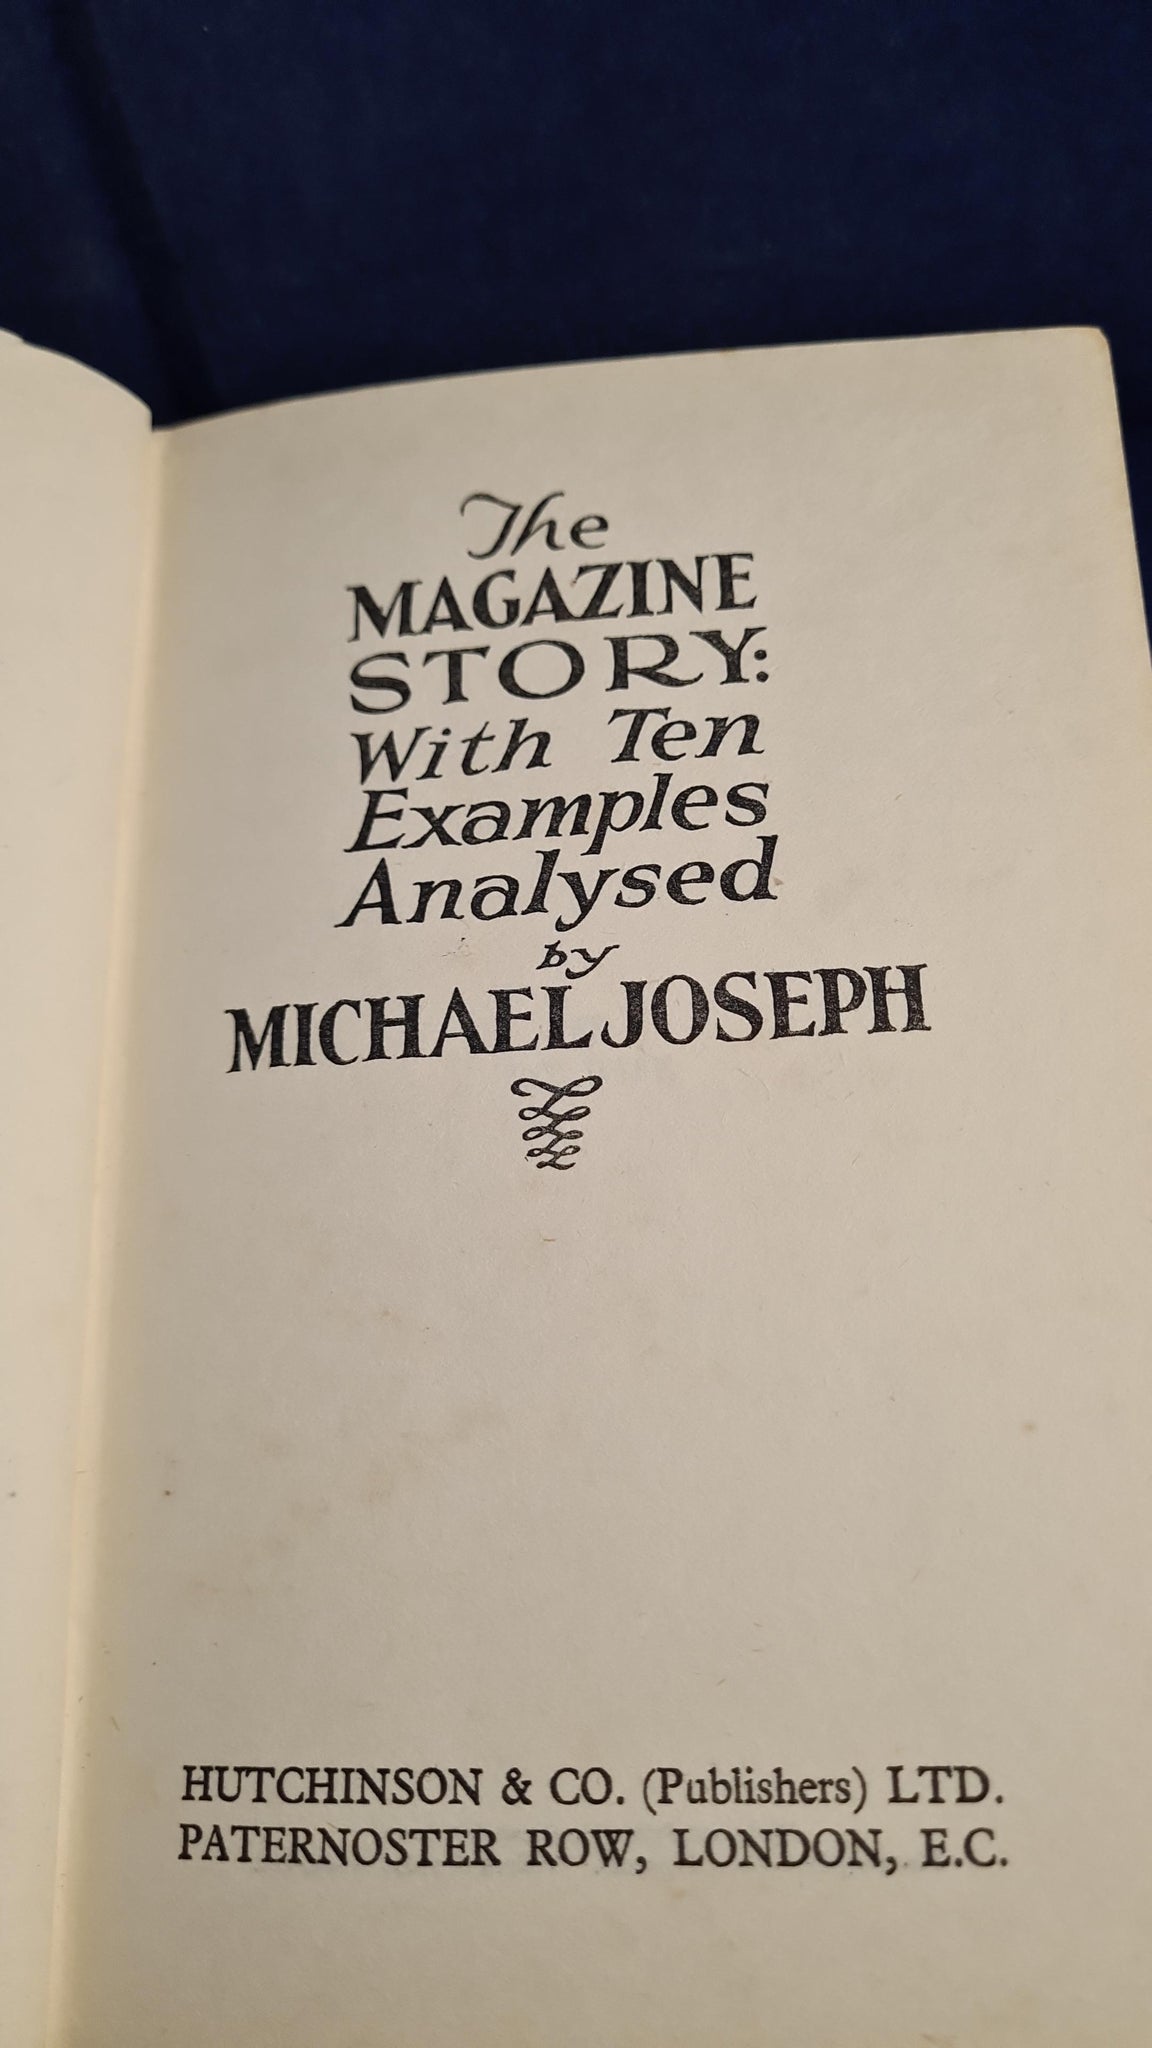 The
MAGAZINE
STORY:
With Ten
Examples
Analysed
by
MICHAEL JOSEPH
HUTCHINSON & CO. (Publishers) LTD.
PATERNOSTER ROW, LONDON, E.C.